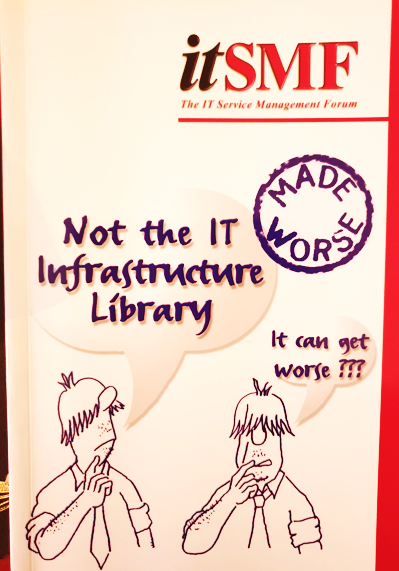 itSMF
The IT Service Management Forum
MADE
WORSE
Not the IT
Infrastructure
Library
It can get
worse ???